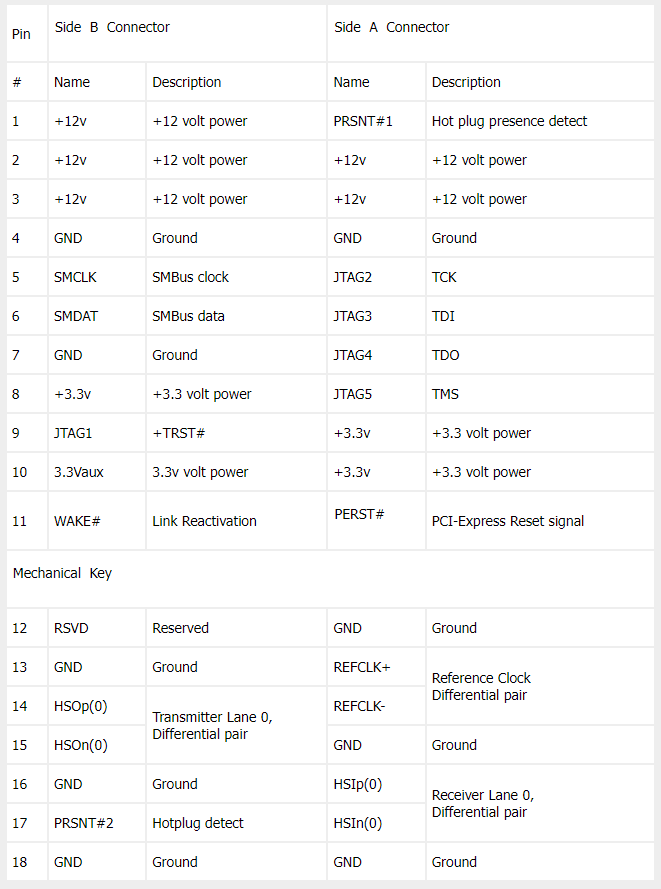 Pin Side B Connector Side A Connector
# Name Description Name Description
1 +12v +12 volt power PRSNT#1 Hot plug presence detect
2 +12v +12 volt power +12v +12 volt power
3 +12v +12 volt power +12v +12 volt power
4 GND Ground GND Ground
5 SMCLK SMBus clock JTAG2 TCK
6 SMDAT SMBus data JTAG3 TDI
7 GND Ground JTAG4 TDO
8 +3.3v +3.3 volt power JTAG5 TMS
9 JTAG1 +TRST# +3.3v +3.3 volt power
10 3.3Vaux 3.3v volt power +3.3v +3.3 volt power
11 WAKE# Link Reactivation PERST# PCI-Express Reset signal
Mechanical Key
12 RSVD Reserved GND Ground
13 GND Ground REFCLK+ Reference Clock
Differential pair
14 HSOp(0) Transmitter Lane 0,
Differential pair REFCLK-
15 HSOn(0) GND Ground
16 GND Ground HSIp(0) Receiver Lane 0,
Differential pair
17 PRSNT#2 Hotplug detect HSIn(0)
18 GND Ground GND Ground